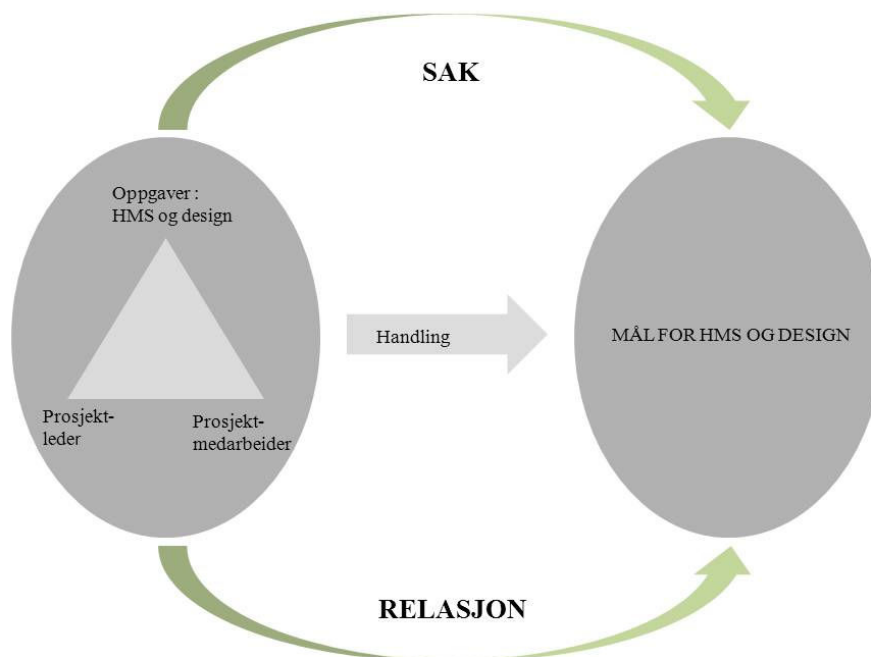 SAK
Oppgaver :
HMS og design
Prosjekt-
leder
Prosjekt-
medarbeider
Handling
MÅL FOR HMS OG DESIGN
RELASJON